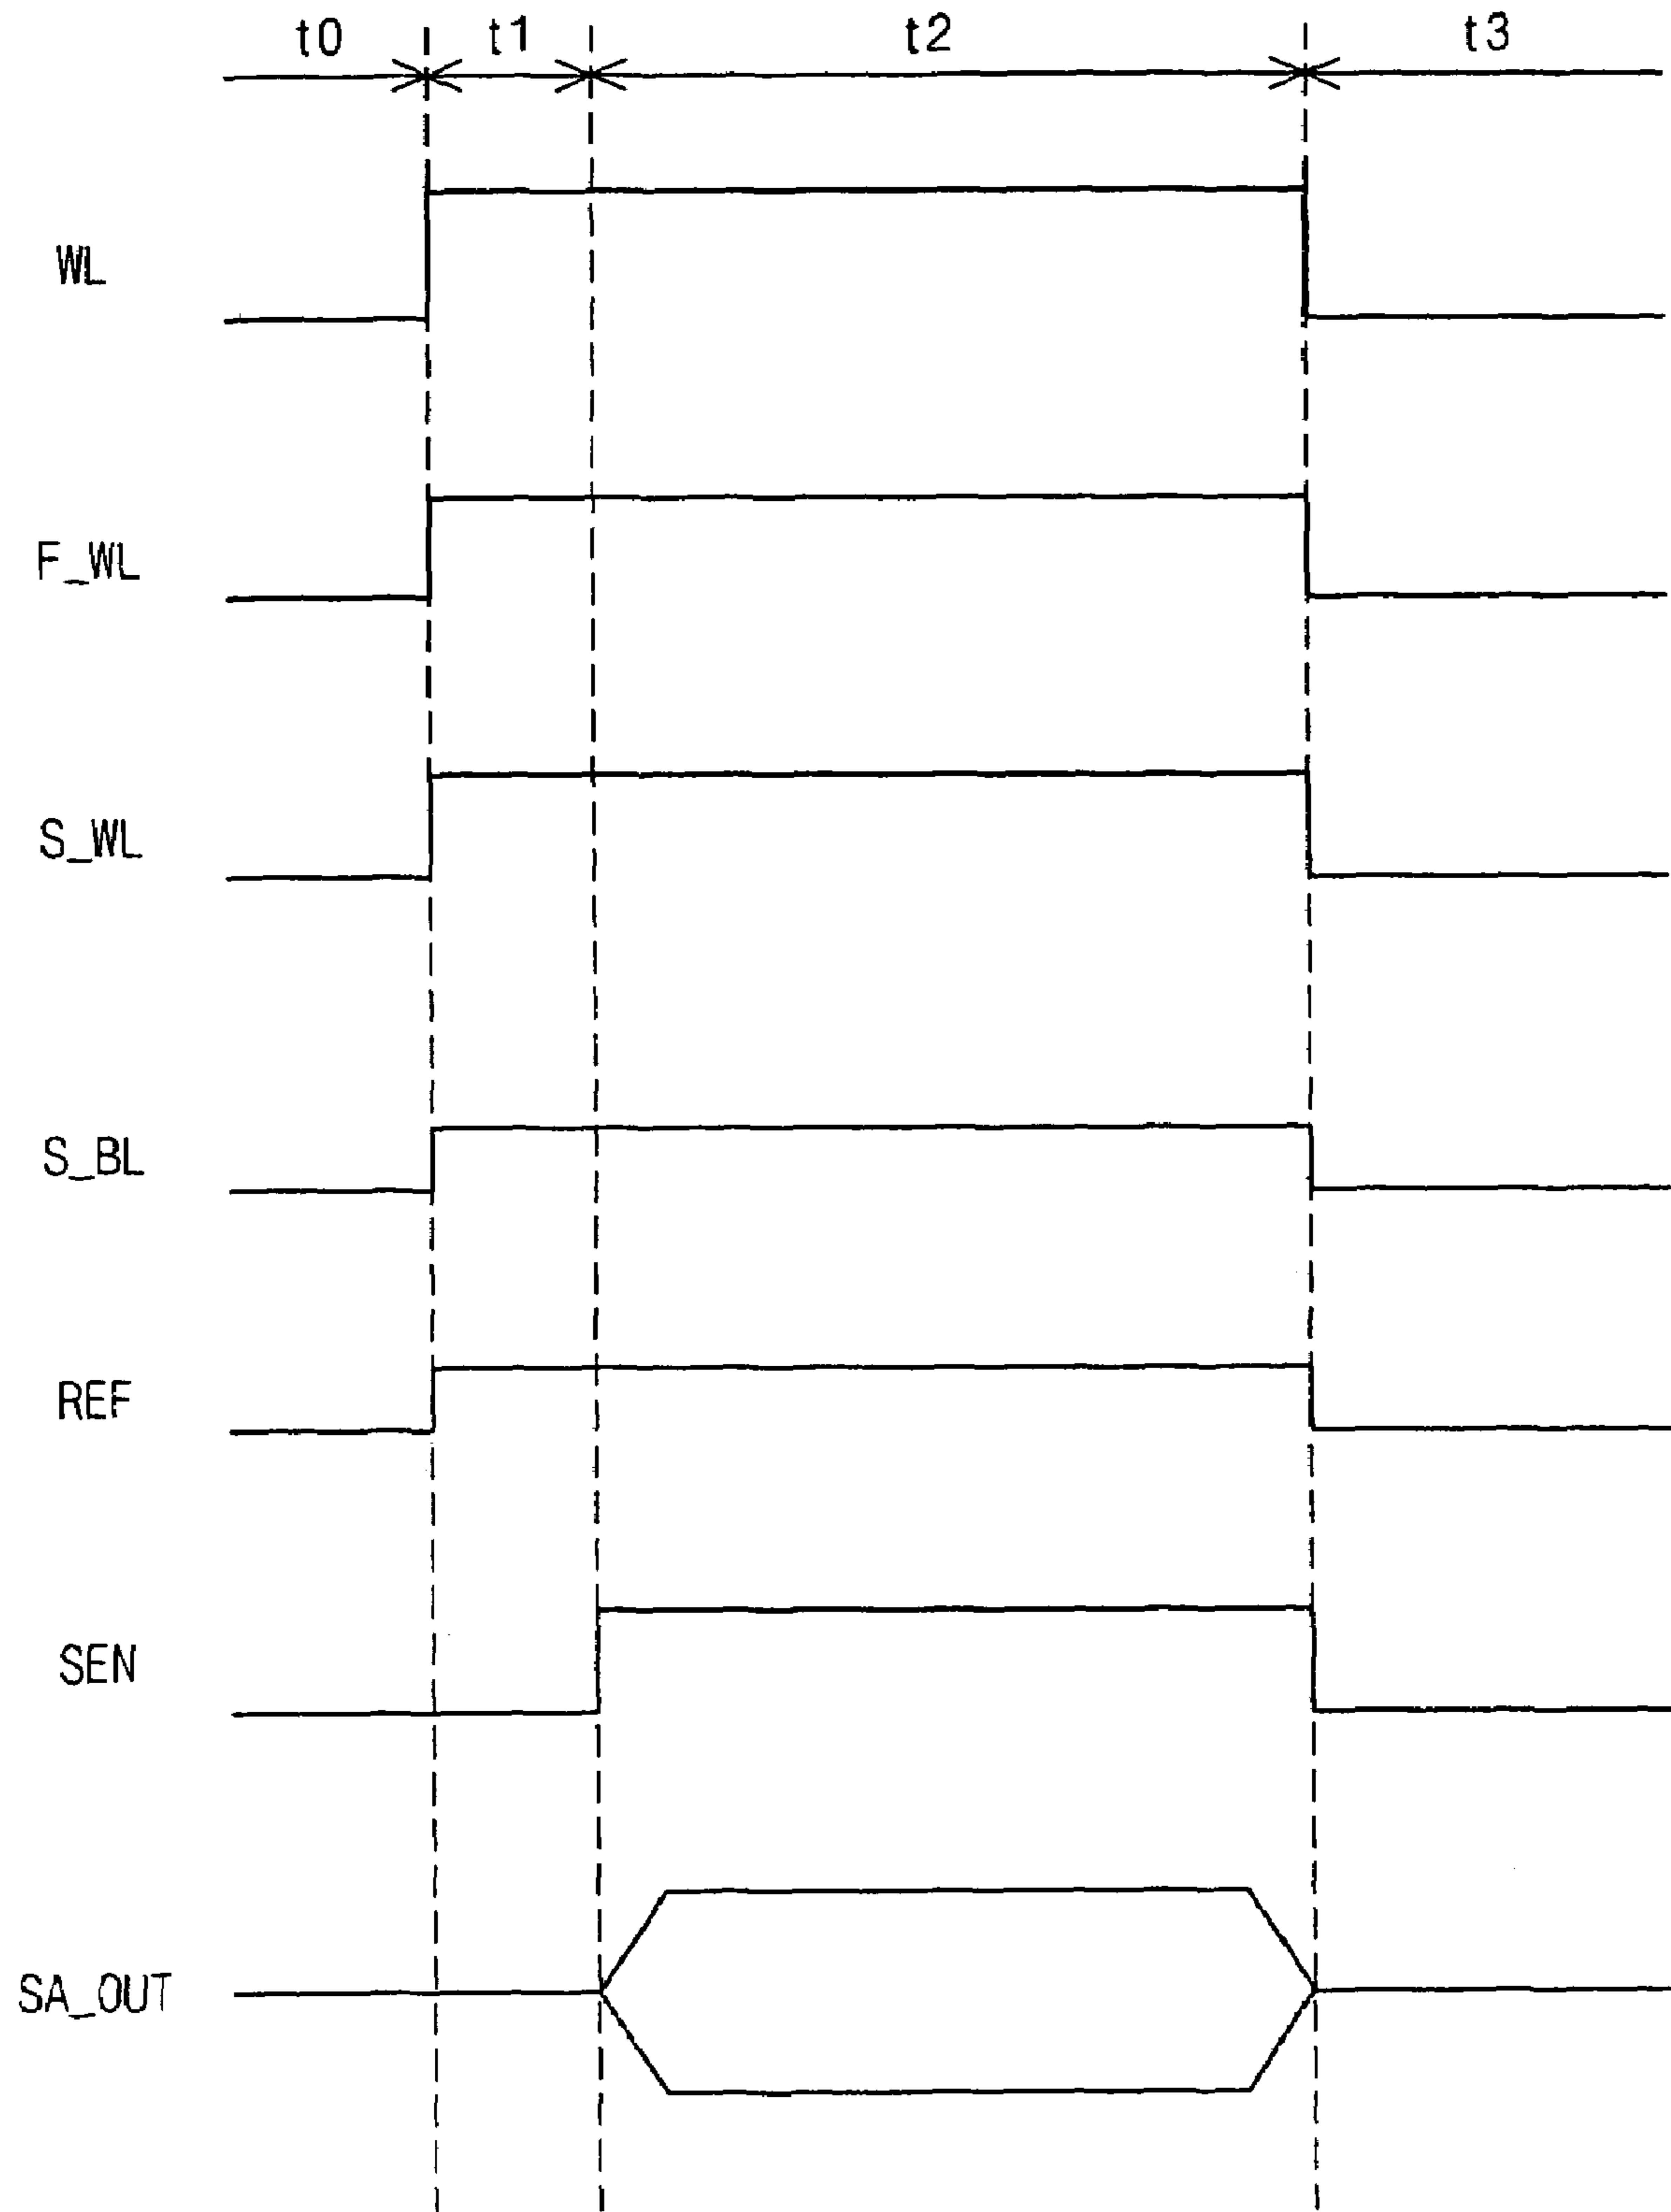 t0 t1 t2 t3
WL
F_WL
S_WL
S_BL
REF
SEN
SA_OUT